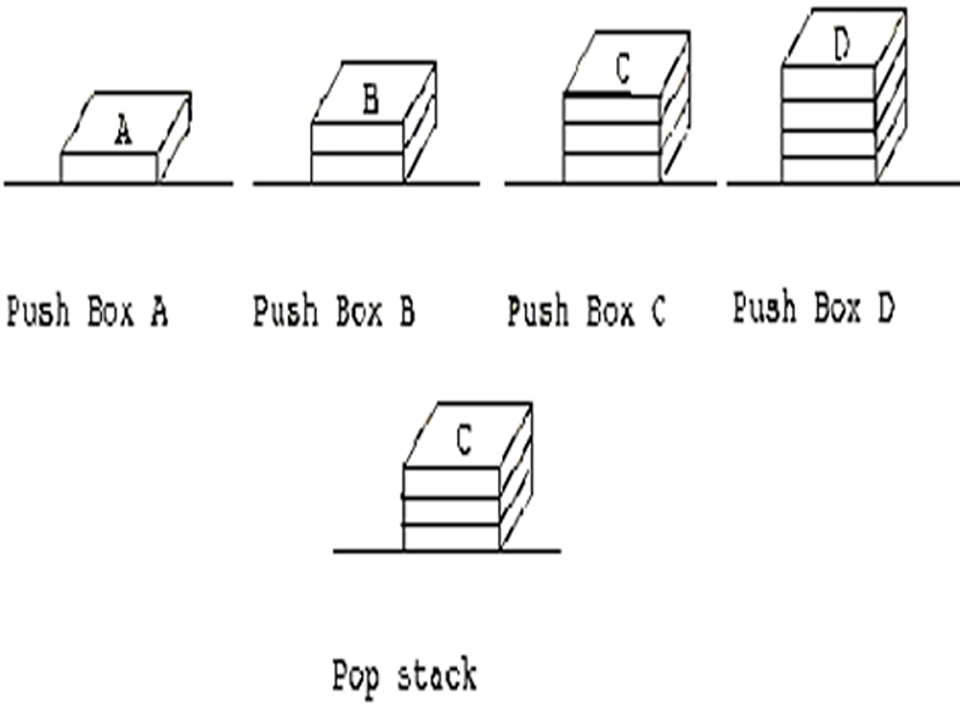 A
B
C
D
Push Box A
Push Box B
Push Box C
Push Box D
C
Pop stack